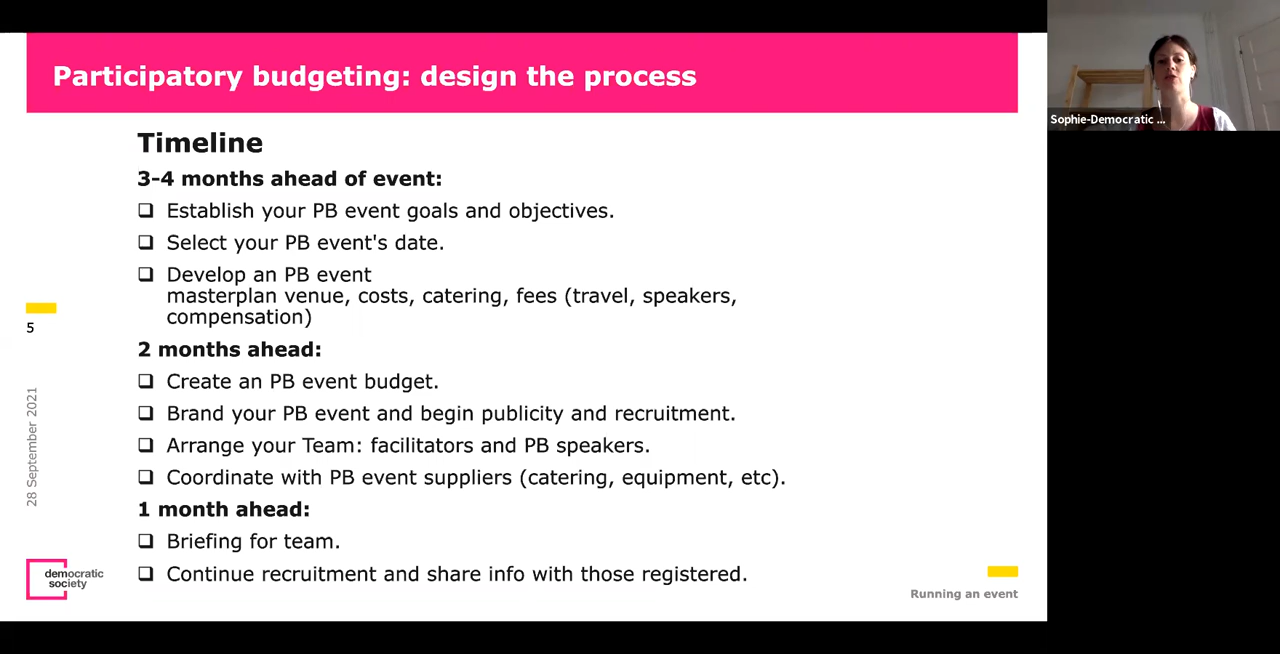 Participatory budgeting: design the process
Sophie-Democratic ...
Timeline
3-4 months ahead of event:
❑ Establish your PB event goals and objectives.
❑ Select your PB event's date.
❑ Develop an PB event
masterplan venue, costs, catering, fees (travel, speakers,
compensation)
2 months ahead:
❑ Create an PB event budget.
❑ Brand your PB event and begin publicity and recruitment.
❑ Arrange your Team: facilitators and PB speakers.
❑ Coordinate with PB event suppliers (catering, equipment, etc).
1 month ahead:
❑ Briefing for team.
❑ Continue recruitment and share info with those registered.
5
28 September 2021
democratic
society
Running an event